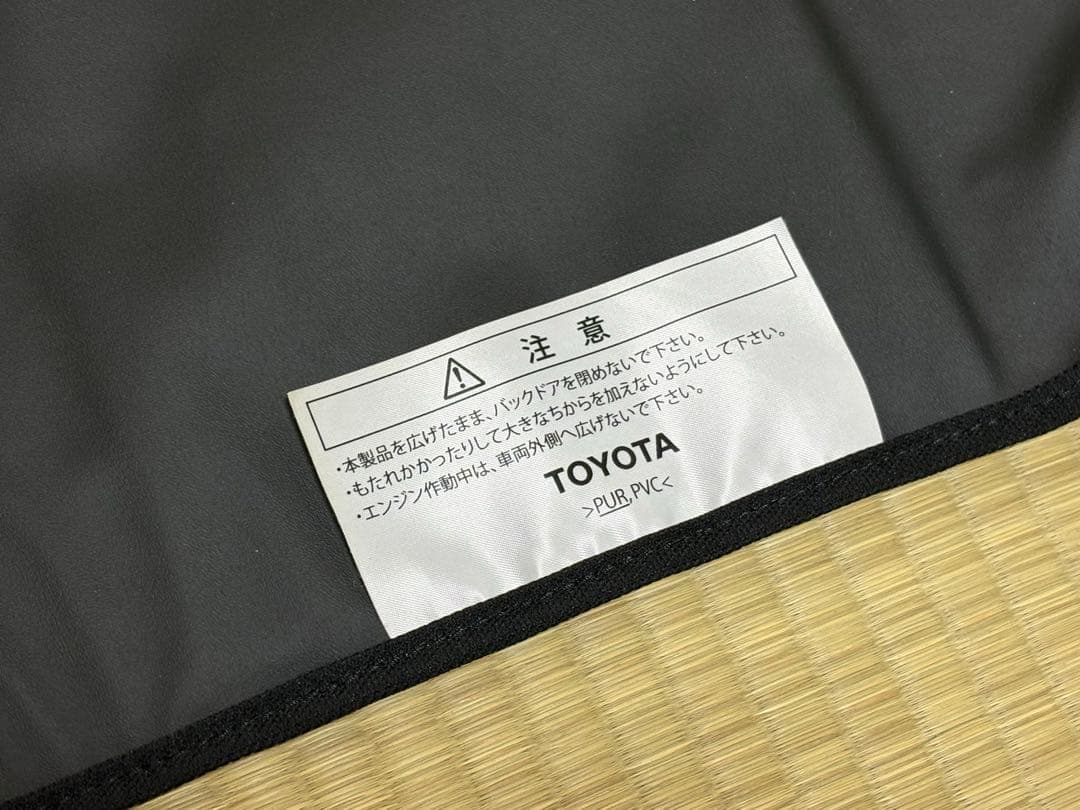 注意
・本製品を広げたまま、バックドアを閉めないで下さい。
・もたれかかったりして大きなちからを加えないようにして下さい。
・エンジン作動中は、車両外側へ広げないで下さい。
TOYOTA
>PUR,PVC<